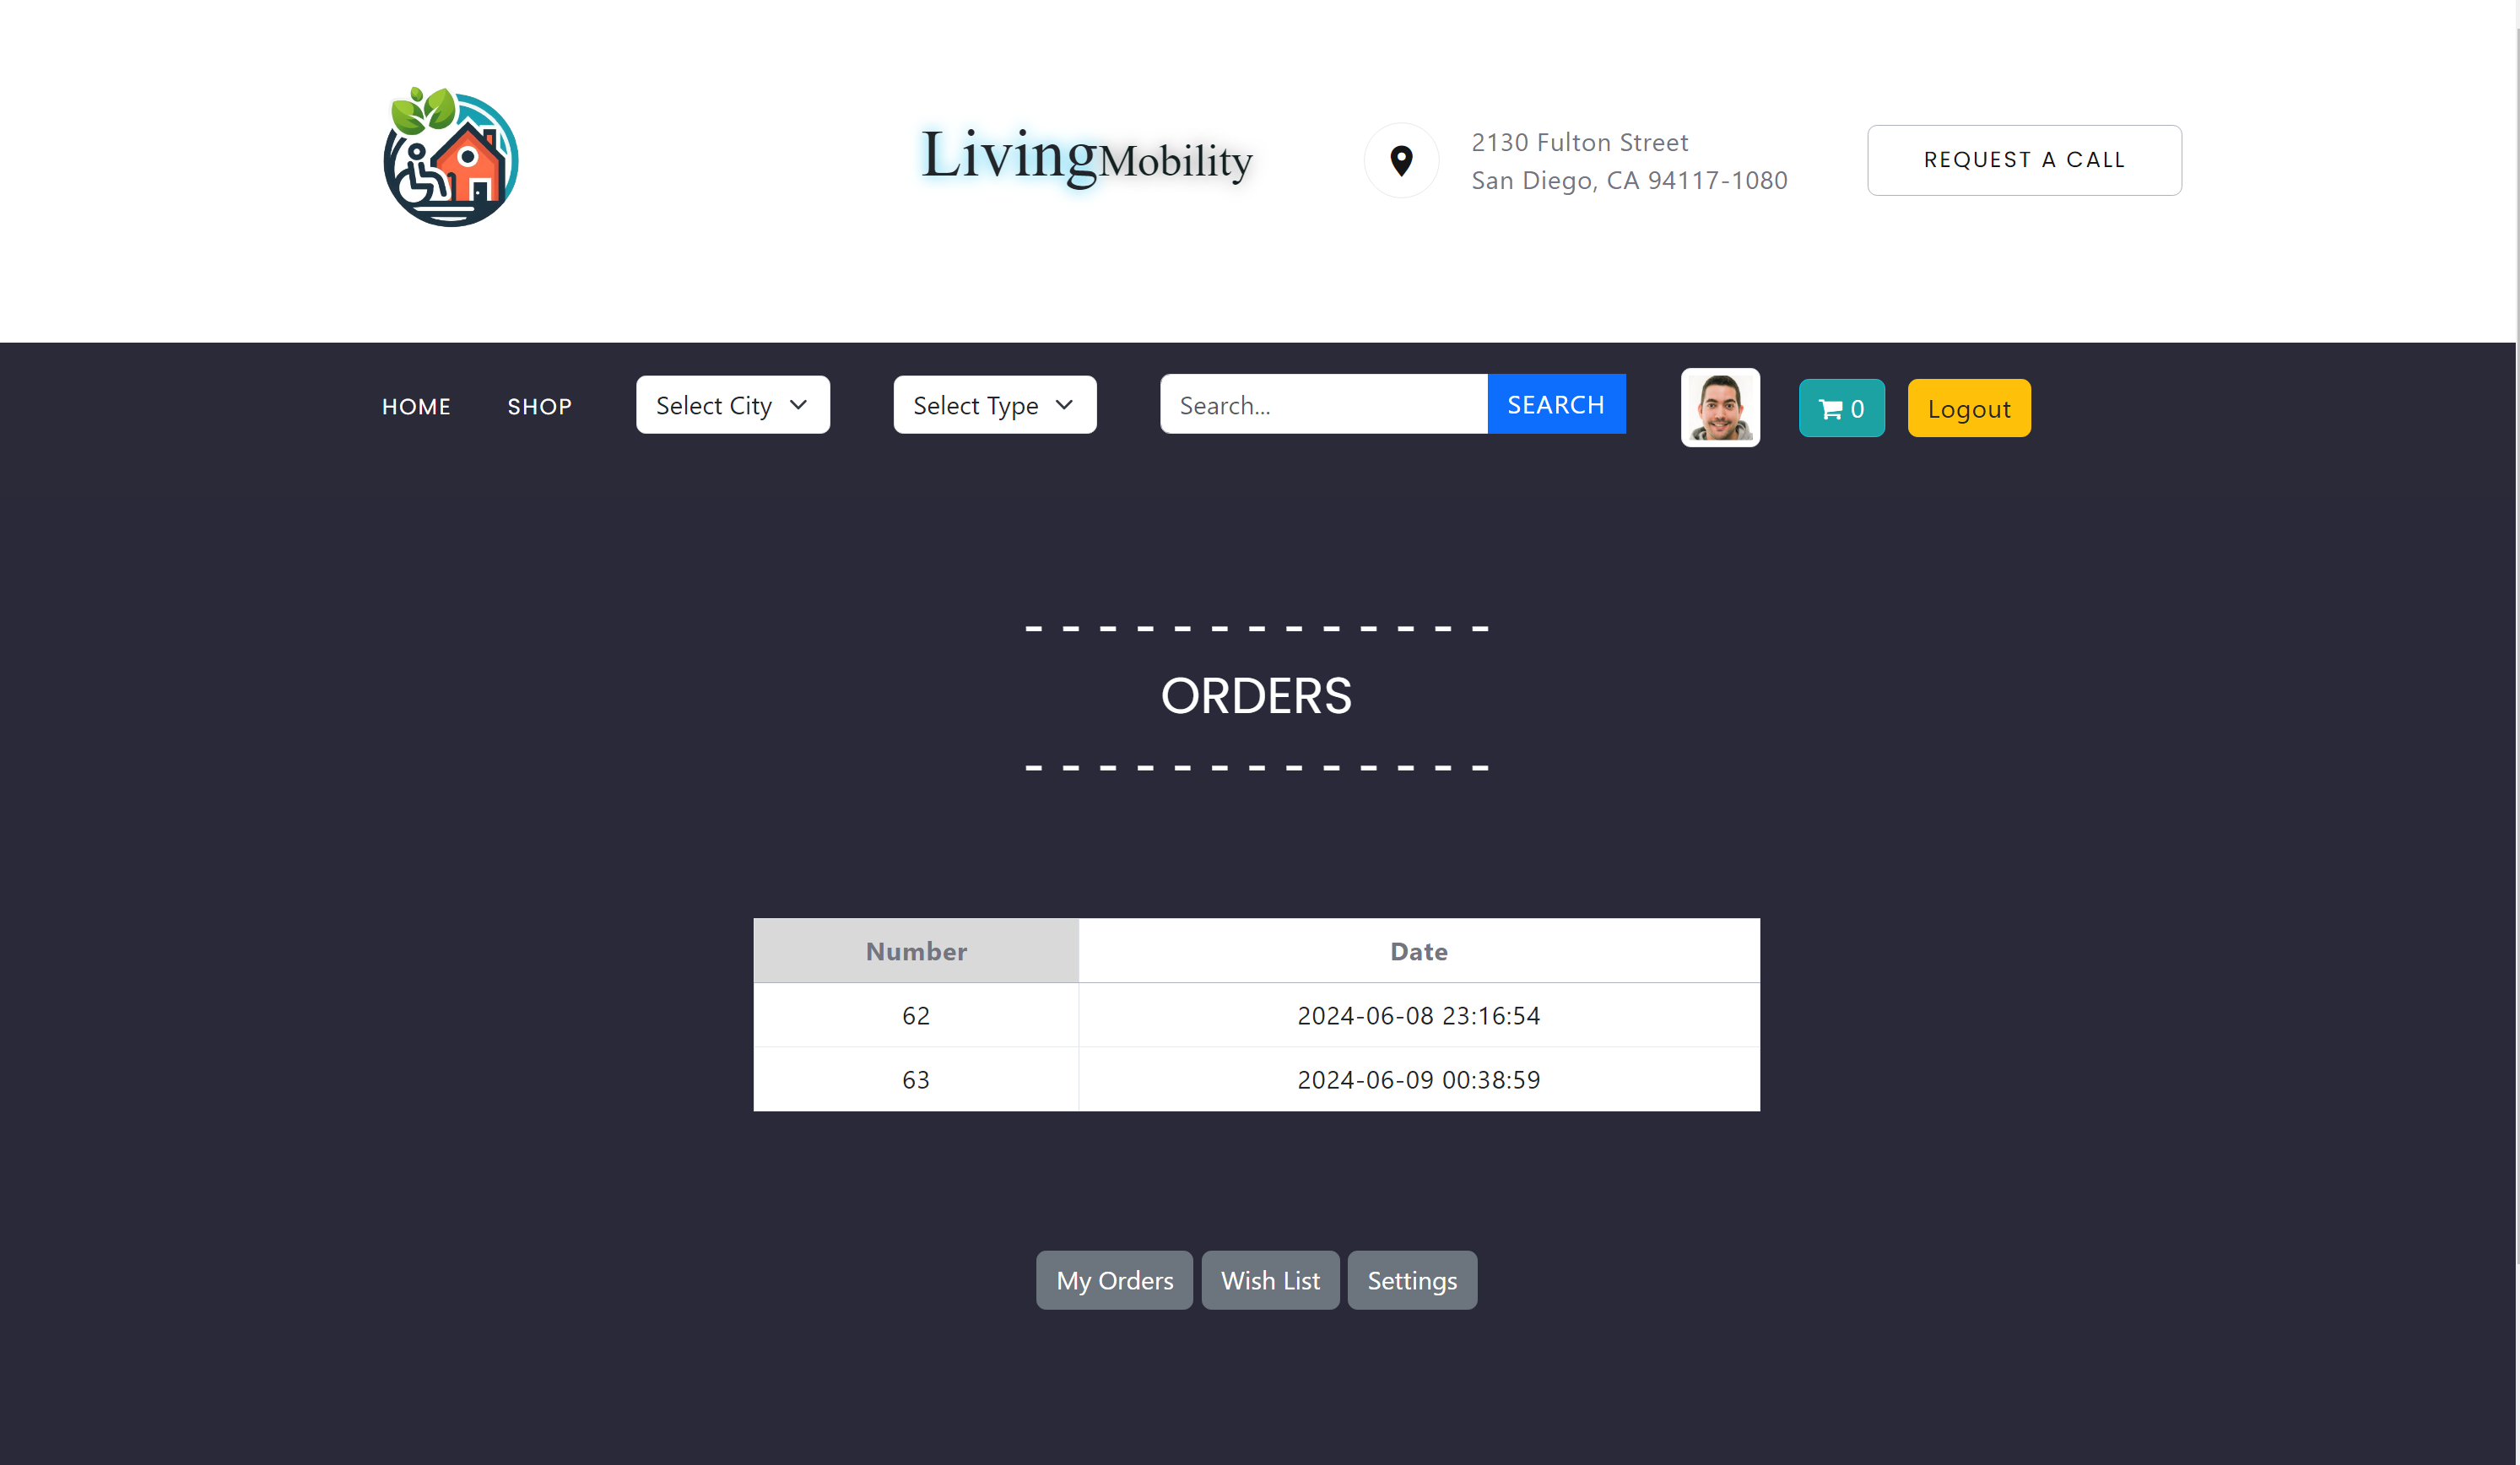 LivingMobility
2130 Fulton Street
San Diego, CA 94117-1080
REQUEST A CALL
HOME
SHOP
Select City
Select Type
Search...
SEARCH
0
Logout
- - - - - - - - - - - - -
ORDERS
- - - - - - - - - - - - -
Number Date
62 2024-06-08 23:16:54
63 2024-06-09 00:38:59
My Orders
Wish List
Settings